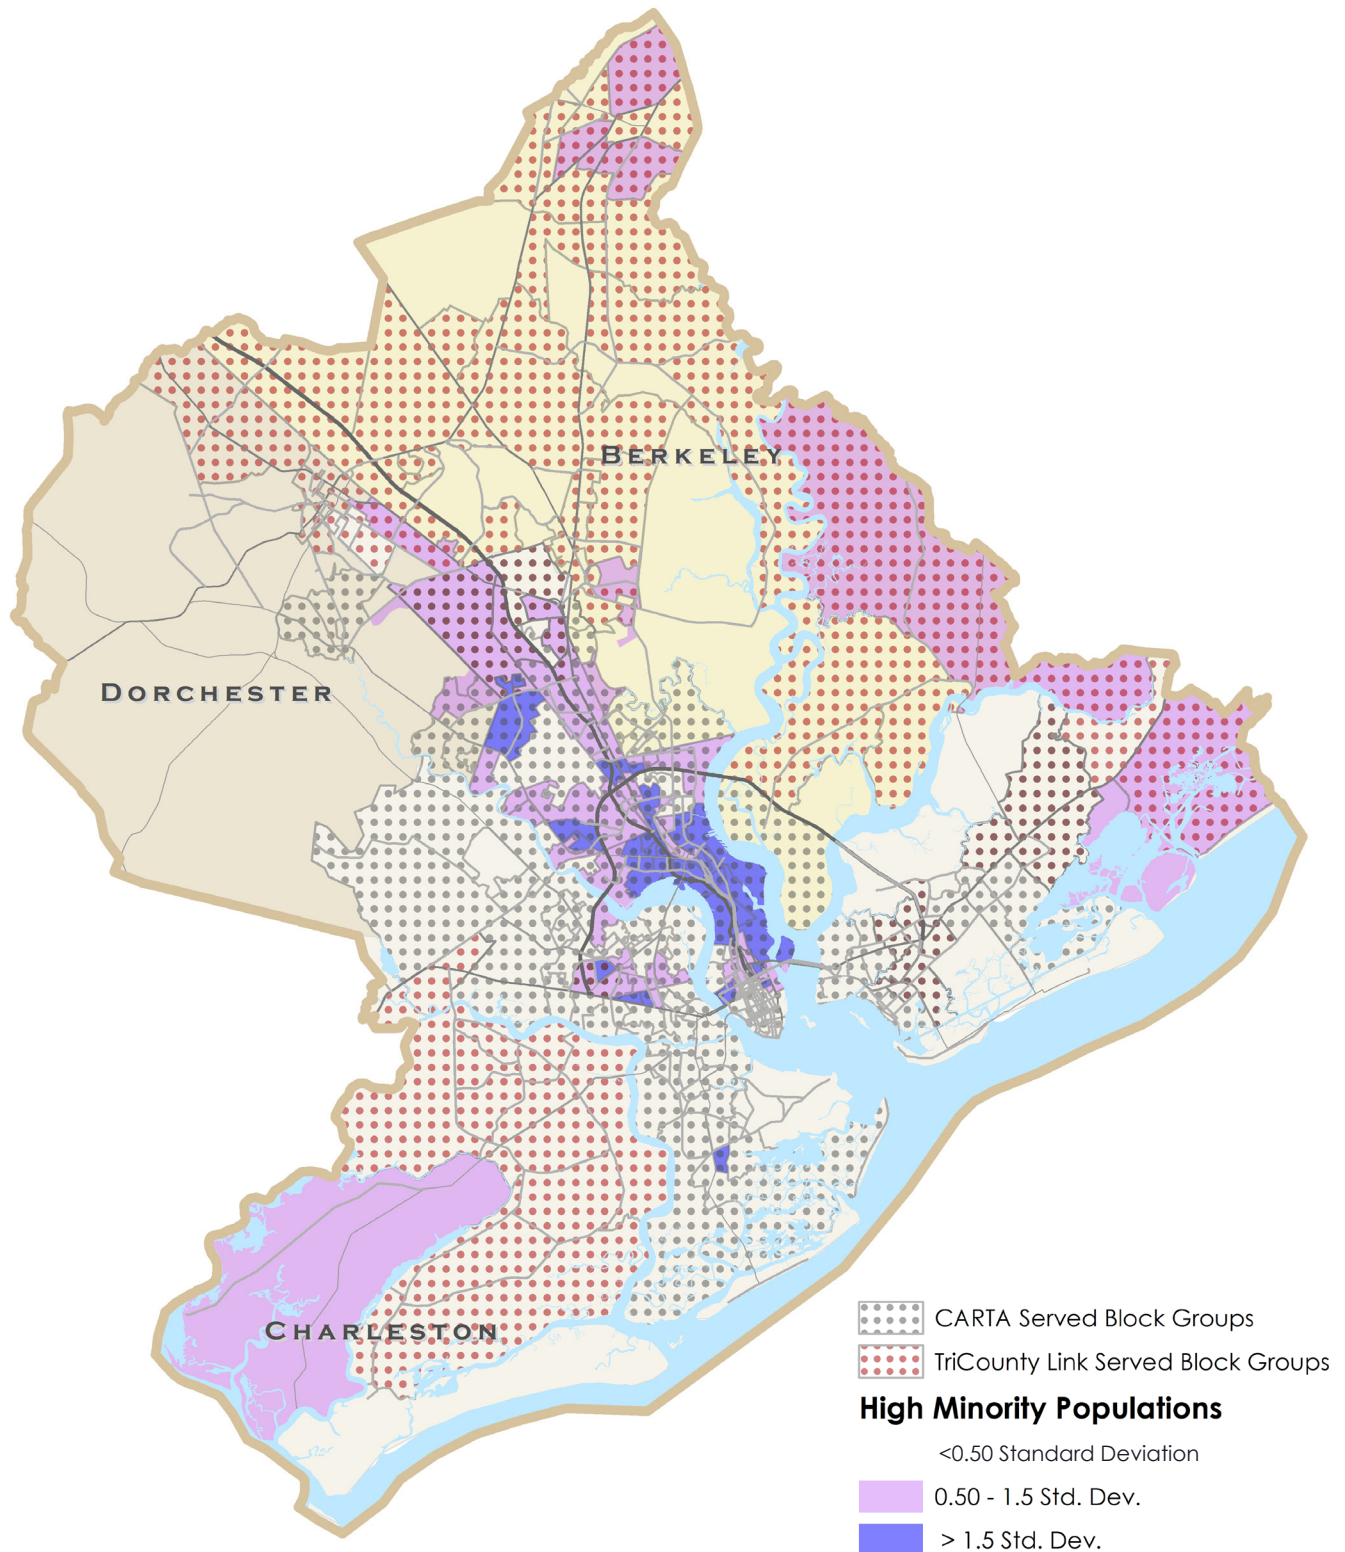 BERKELEY
DORCHESTER
CHARLESTON
CARTA Served Block Groups
TriCounty Link Served Block Groups
High Minority Populations
<0.50 Standard Deviation
0.50 - 1.5 Std. Dev.
> 1.5 Std. Dev.